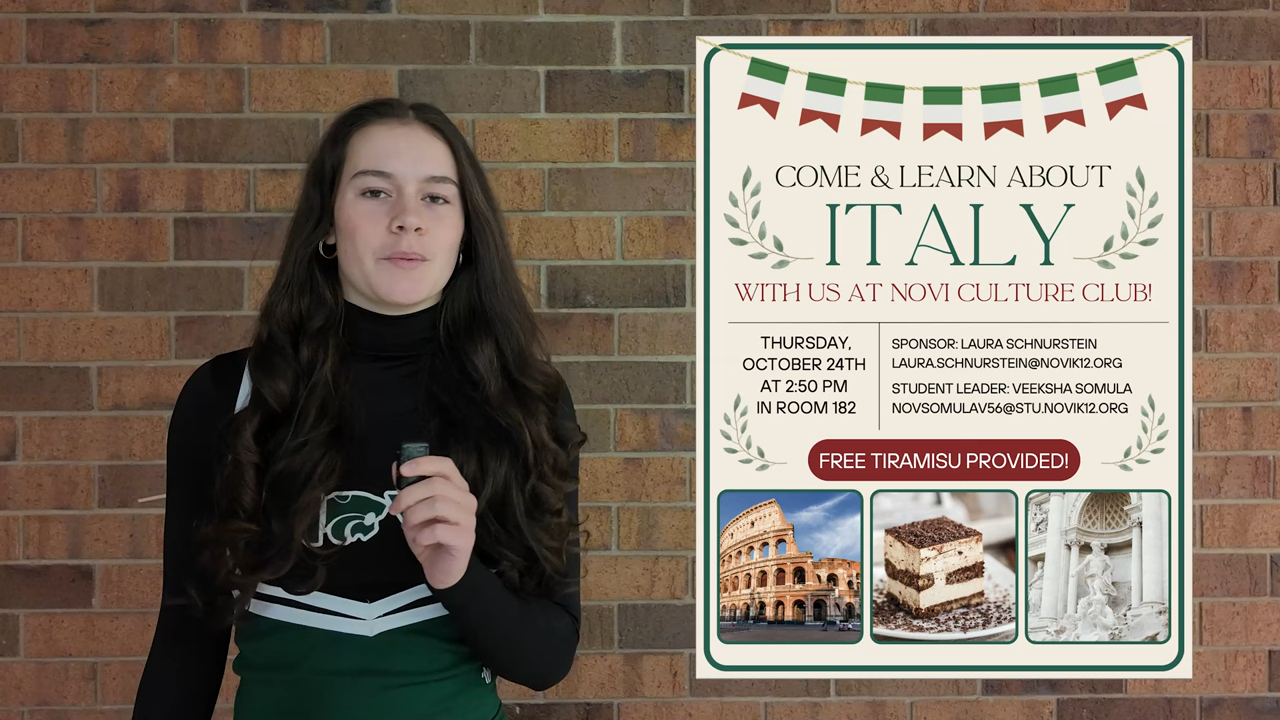 COME & LEARN ABOUT
ITALY
WITH US AT NOVI CULTURE CLUB!
THURSDAY,
OCTOBER 24TH
AT 2:50 PM
IN ROOM 182
SPONSOR: LAURA SCHNURSTEIN
LAURA.SCHNURSTEIN@NOVIK12.ORG
STUDENT LEADER: VEEKSHA SOMULA
NOVSOMULAV56@STU.NOVIK12.ORG
FREE TIRAMISU PROVIDED!